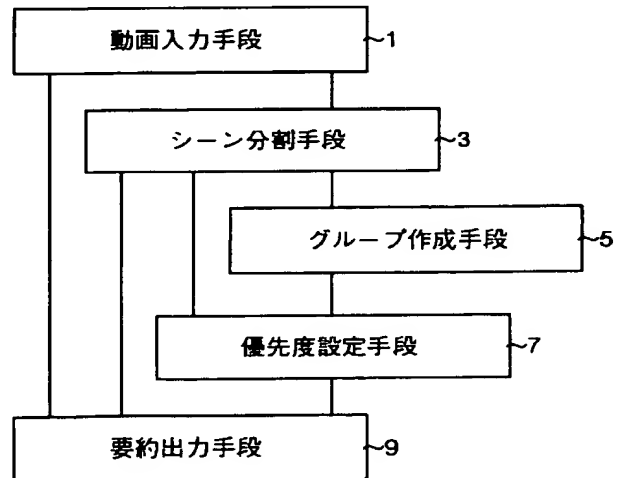 動画入力手段 ~1
シーン分割手段 ~3
グループ作成手段 ~5
優先度設定手段 ~7
要約出力手段 ~9